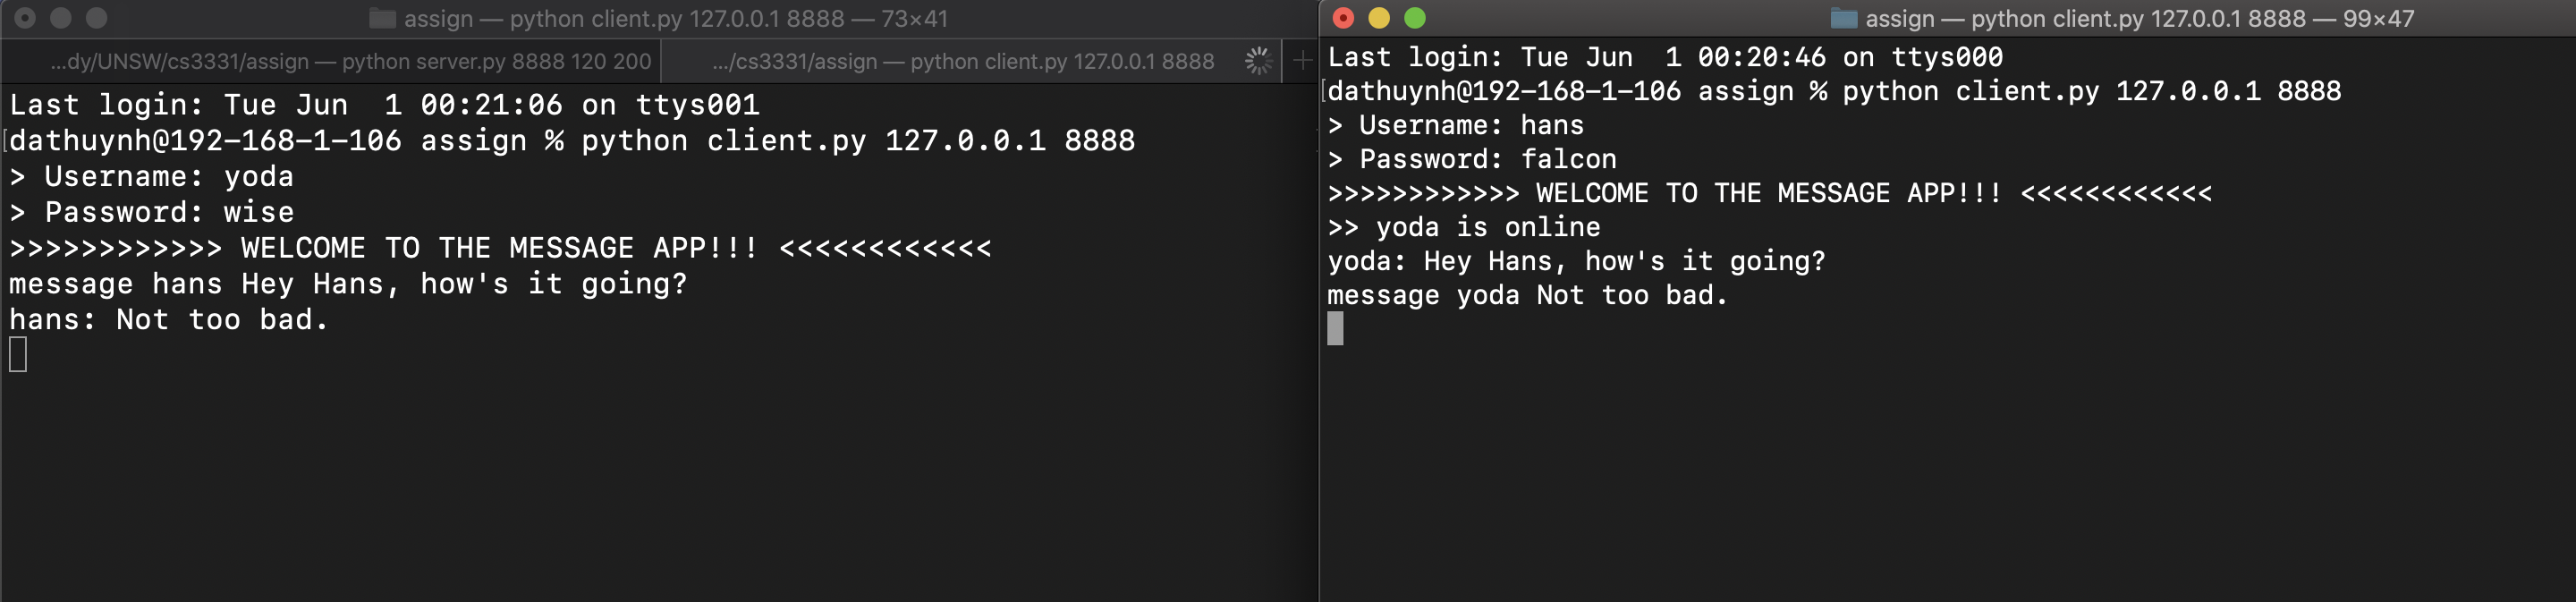 assign — python client.py 127.0.0.1 8888 — 73×41
...dy/UNSW/cs3331/assign — python server.py 8888 120 200
.../cs3331/assign — python client.py 127.0.0.1 8888
Last login: Tue Jun  1 00:21:06 on ttys001
[dathuynh@192-168-1-106 assign % python client.py 127.0.0.1 8888
> Username: yoda
> Password: wise
>>>>>>>>>>>> WELCOME TO THE MESSAGE APP!!! <<<<<<<<<<<<
message hans Hey Hans, how's it going?
hans: Not too bad.
assign — python client.py 127.0.0.1 8888 — 99×47
Last login: Tue Jun  1 00:20:46 on ttys000
[dathuynh@192-168-1-106 assign % python client.py 127.0.0.1 8888
> Username: hans
> Password: falcon
>>>>>>>>>>>> WELCOME TO THE MESSAGE APP!!! <<<<<<<<<<<<
>> yoda is online
yoda: Hey Hans, how's it going?
message yoda Not too bad.